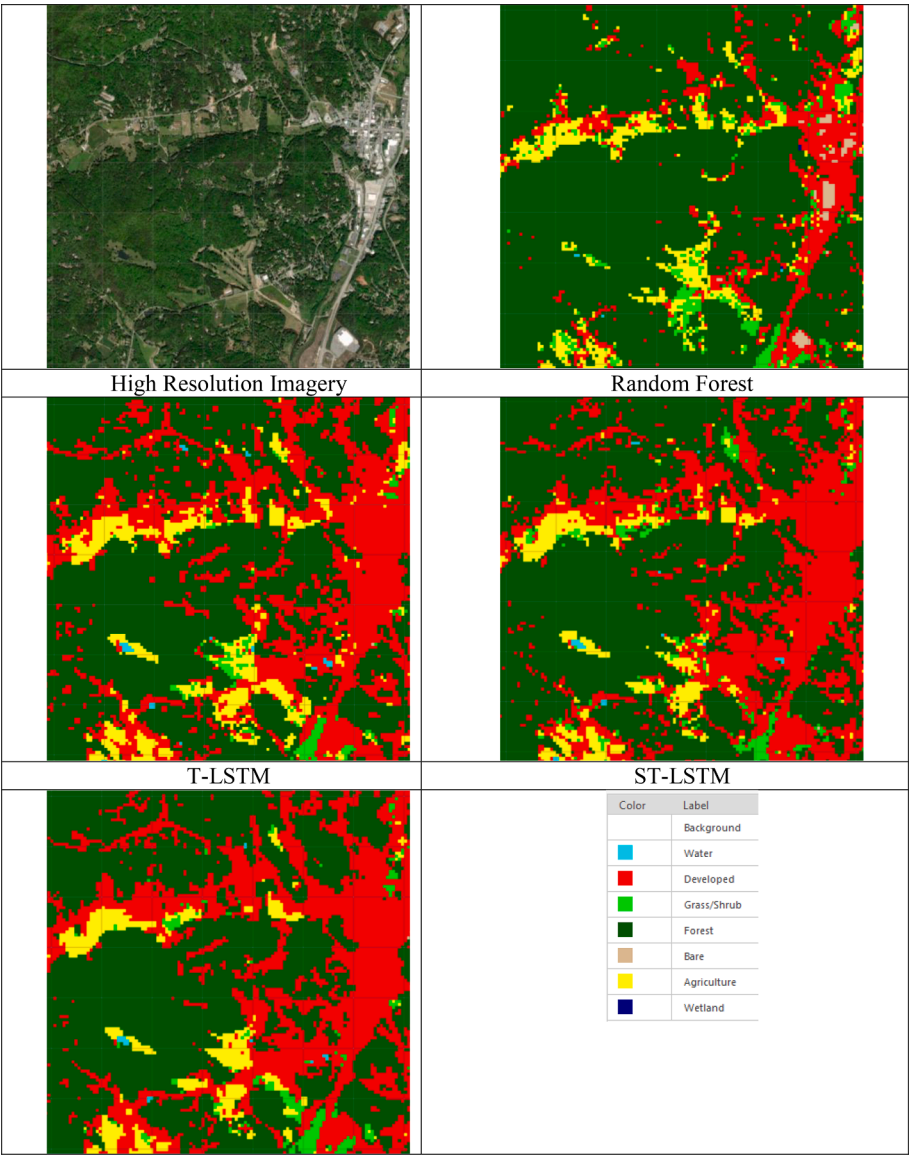 High Resolution Imagery
Random Forest
T-LSTM
ST-LSTM
Color Label
Background
Water
Developed
Grass/Shrub
Forest
Bare
Agriculture
Wetland